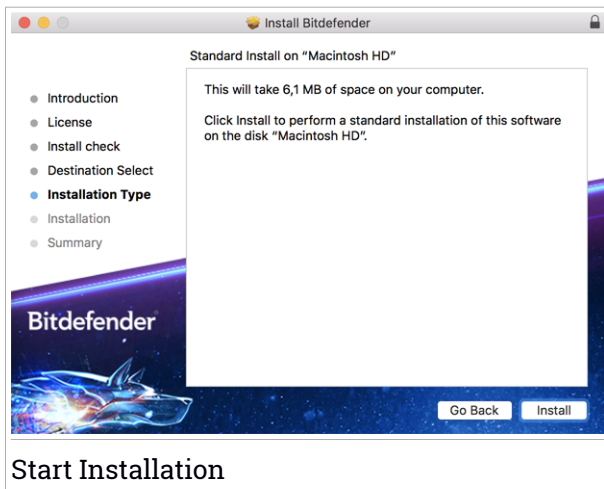 Install Bitdefender
Standard Install on “Macintosh HD”
Introduction
License
Install check
Destination Select
Installation Type
Installation
Summary
This will take 6,1 MB of space on your computer.
Click Install to perform a standard installation of this software
on the disk “Macintosh HD”.
Bitdefender
Go Back
Install
Start Installation